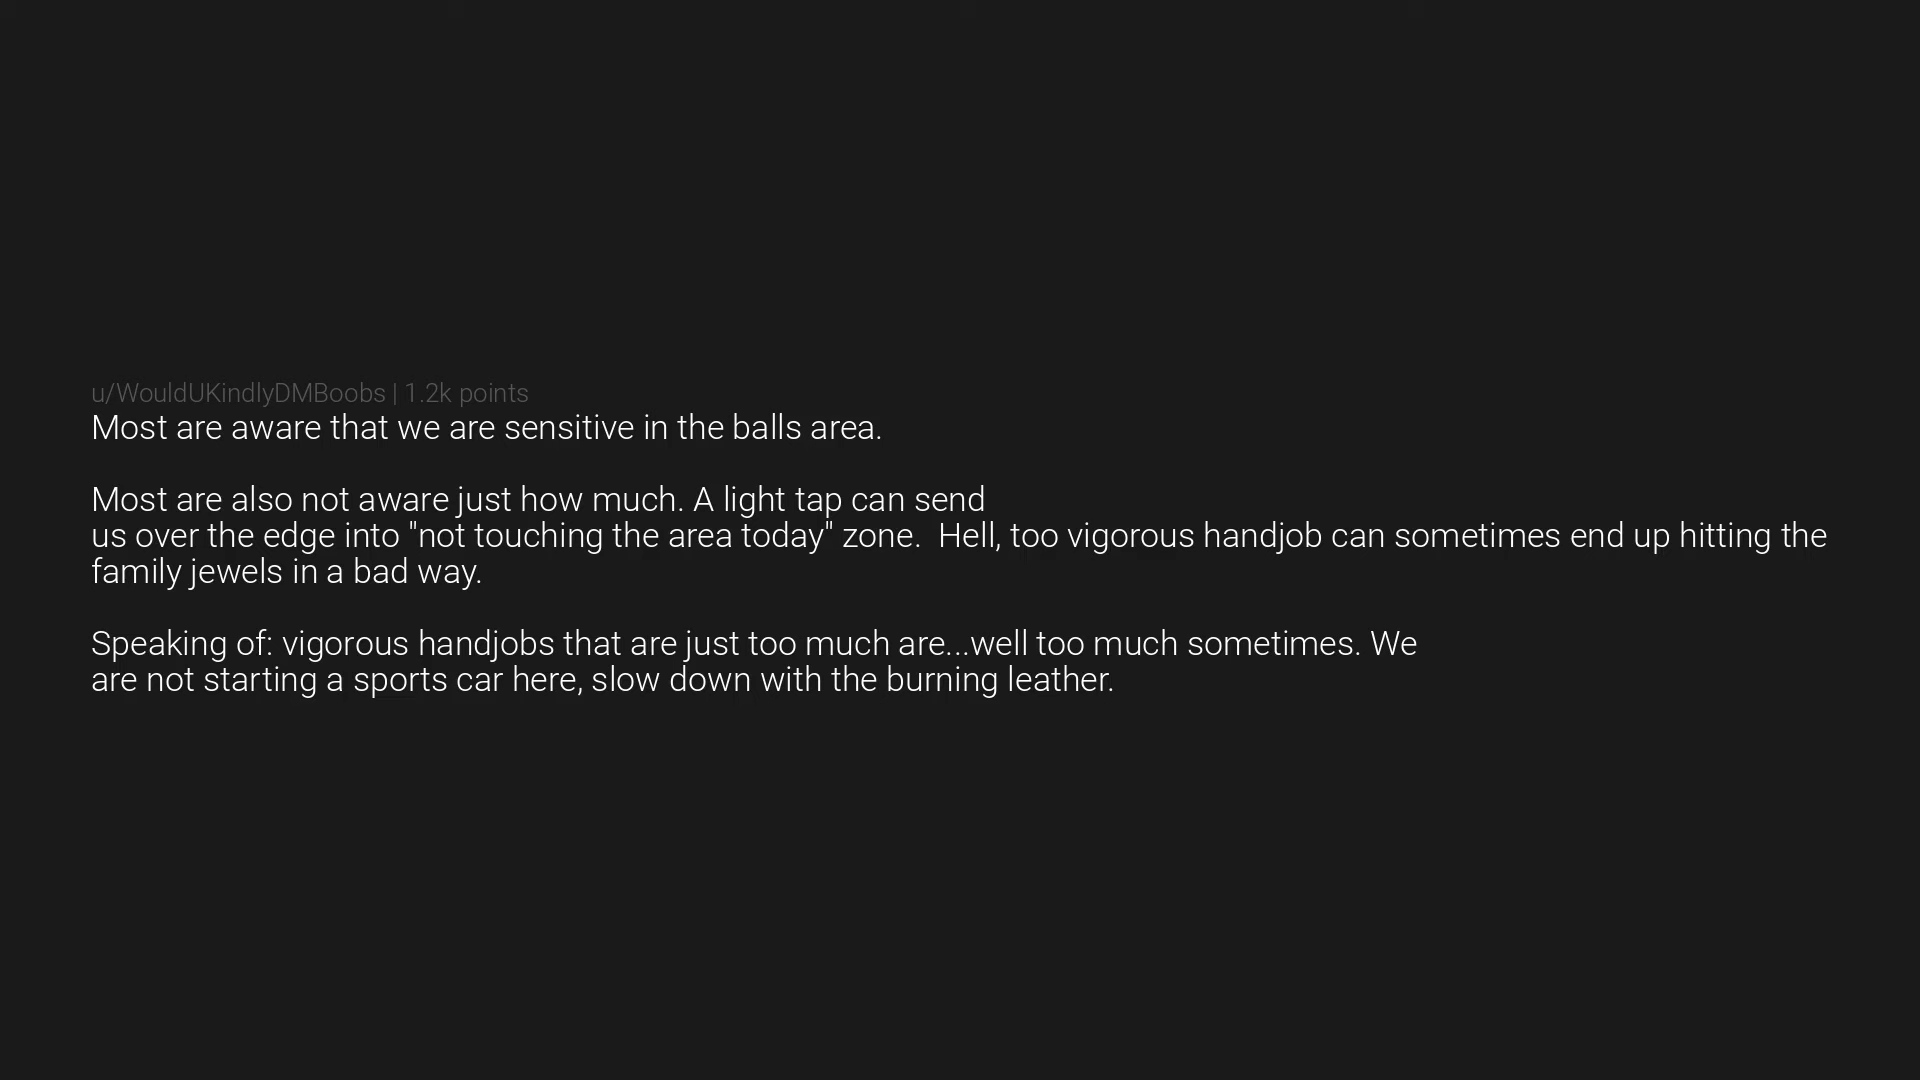 u/WouldUKindlyDMBoobs | 1.2k points
Most are aware that we are sensitive in the balls area.
Most are also not aware just how much. A light tap can send
us over the edge into "not touching the area today" zone.  Hell, too vigorous handjob can sometimes end up hitting the
family jewels in a bad way.
Speaking of: vigorous handjobs that are just too much are...well too much sometimes. We
are not starting a sports car here, slow down with the burning leather.